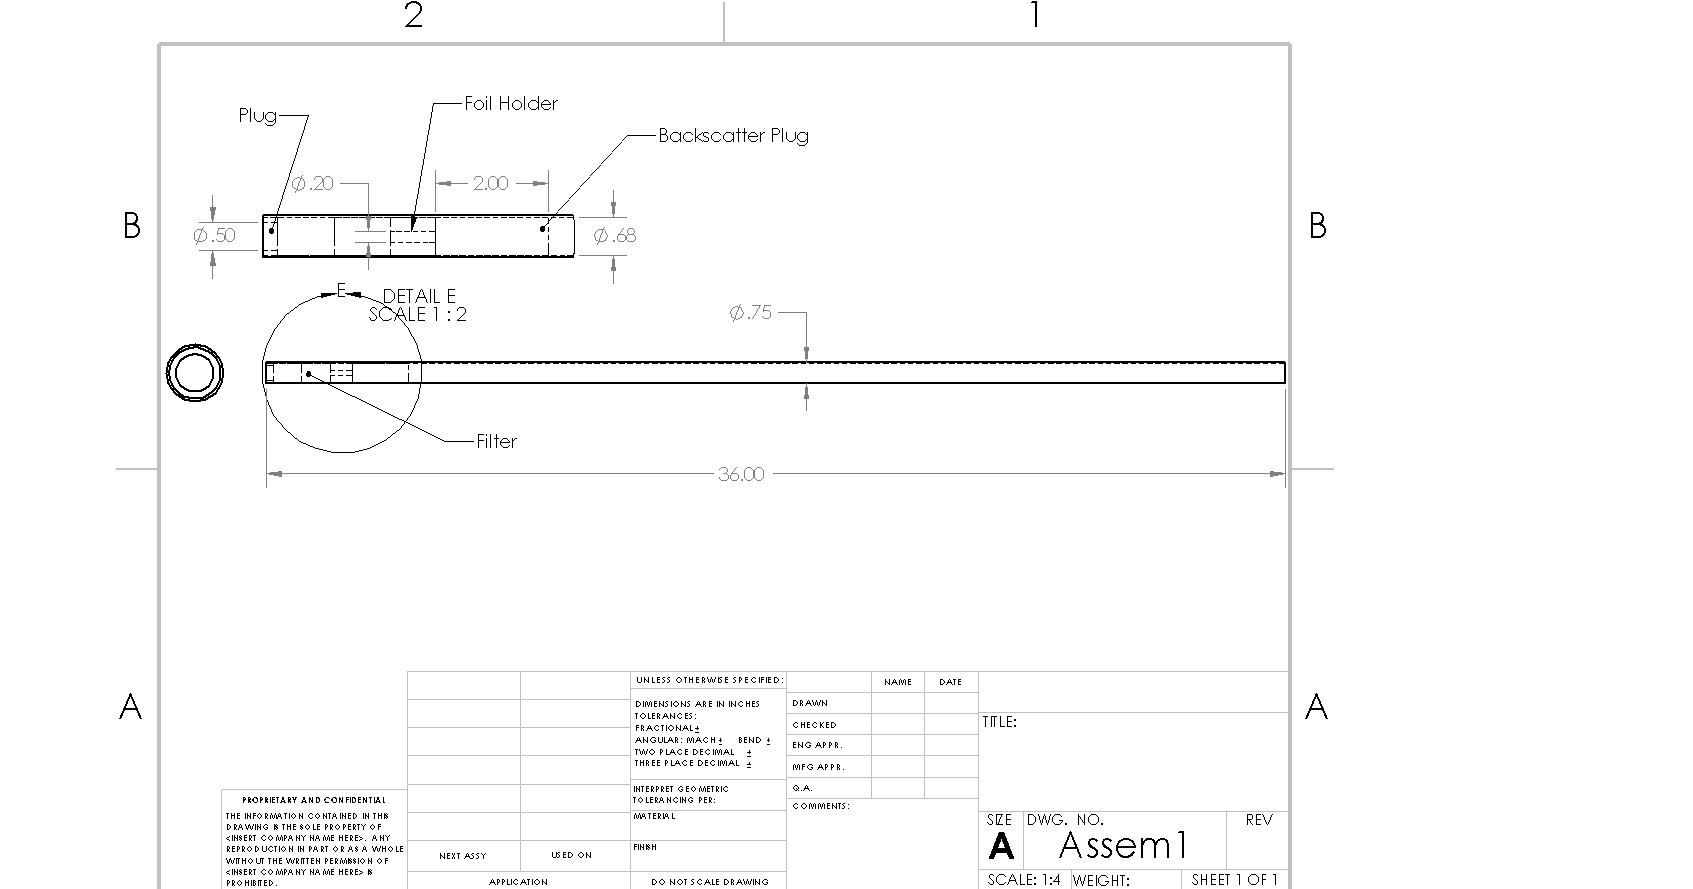 2 1
Foil Holder
Plug
Backscatter Plug
Ø.20 2.00
B Ø.50 Ø.68 B
E DETAIL E
SCALE 1 : 2
Ø.75
Filter
36.00
A A
UNLESS OTHERWISE SPECIFIED:
DIMENSIONS ARE IN INCHES
TOLERANCES:
FRACTIONAL±
ANGULAR: MACH± BEND ±
TWO PLACE DECIMAL ±
THREE PLACE DECIMAL ±
INTERPRET GEOMETRIC
TOLERANCING PER:
MATERIAL
FINISH
DO NOT SCALE DRAWING
NAME DATE
DRAWN
CHECKED
ENG APPR.
MFG APPR.
Q.A.
COMMENTS:
TITLE:
SIZE DWG. NO. REV
A Assem1
SCALE: 1:4 WEIGHT: SHEET 1 OF 1
PROPRIETARY AND CONFIDENTIAL
THE INFORMATION CONTAINED IN THIS
DRAWING IS THE SOLE PROPERTY OF
<INSERT COMPANY NAME HERE>. ANY
REPRODUCTION IN PART OR AS A WHOLE
WITHOUT THE WRITTEN PERMISSION OF
<INSERT COMPANY NAME HERE> IS
PROHIBITED.
NEXT ASSY USED ON
APPLICATION